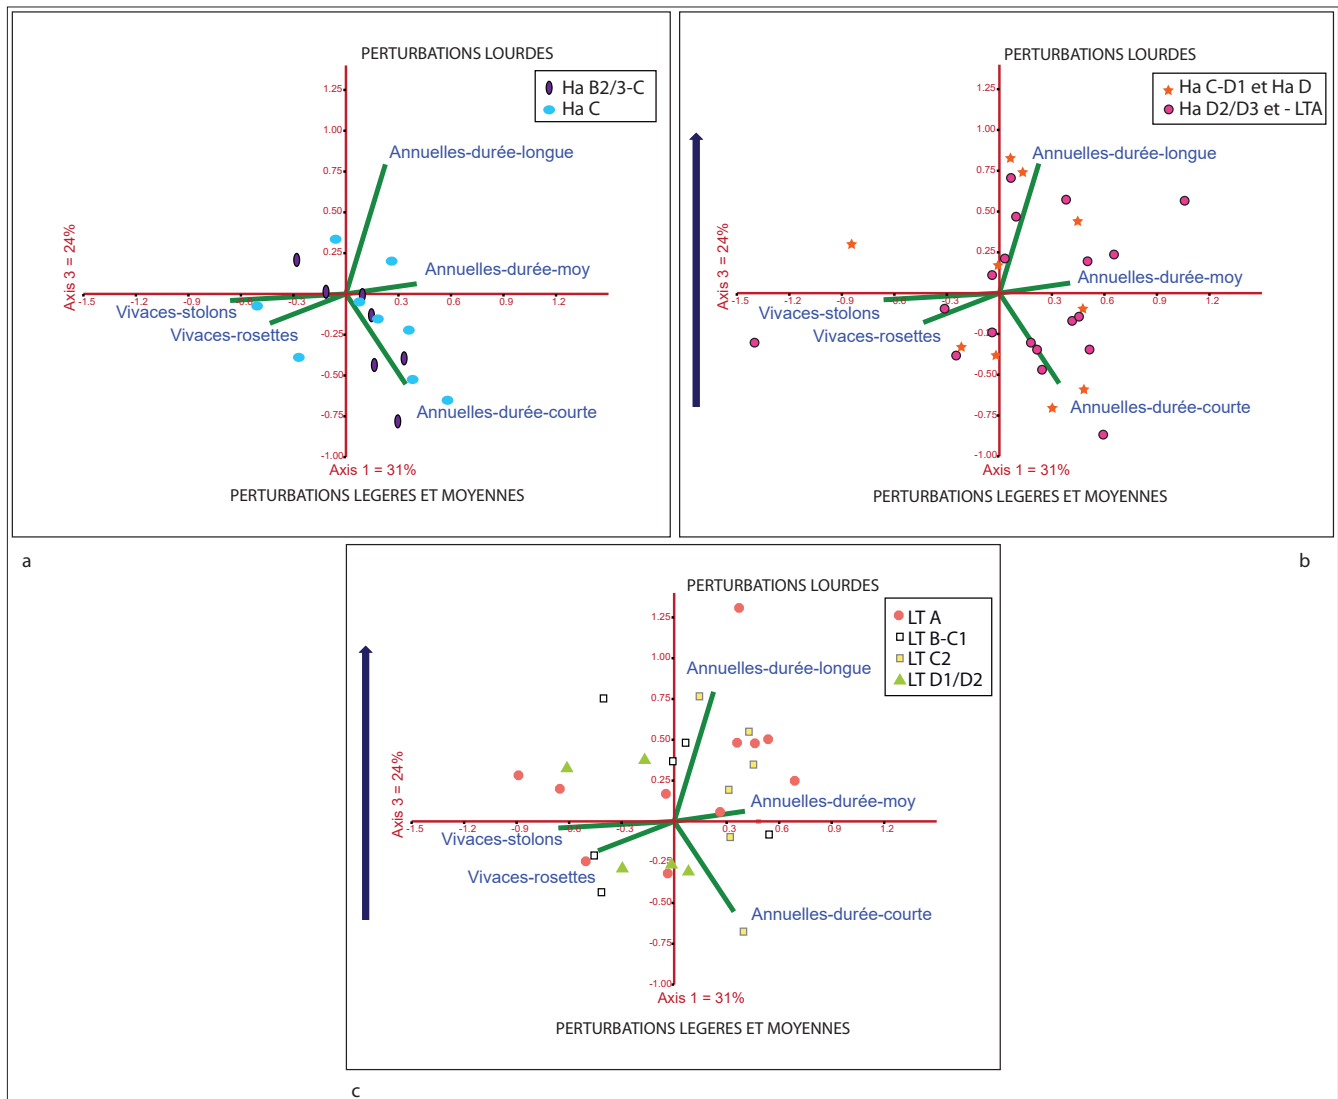 PERTURBATIONS LOURDES
Ha B2/3-C
Ha C
1.25
1.00
Annuelles-durée-longue
0.75
0.50
Axis 3 = 24%
0.25
Annuelles-durée-moy
-1.5 -1.2 -0.9 -0.3 0.3 0.6 0.9 1.2
Vivaces-stolons
Vivaces-rosettes
-0.25
-0.50
Annuelles-durée-courte
-0.75
-1.00
Axis 1 = 31%
PERTURBATIONS LEGERES ET MOYENNES
a
PERTURBATIONS LOURDES
Ha C-D1 et Ha D
Ha D2/D3 et - LTA
1.25
1.00
Annuelles-durée-longue
0.75
0.50
Axis 3 = 24%
0.25
Annuelles-durée-moy
-1.5 -1.2 -0.9 -0.3 0.3 0.6 0.9 1.2
Vivaces-stolons
Vivaces-rosettes
-0.50
Annuelles-durée-courte
-0.75
-1.00
Axis 1 = 31%
PERTURBATIONS LEGERES ET MOYENNES
b
PERTURBATIONS LOURDES
LT A
LT B-C1
LT C2
LT D1/D2
1.25
1.00
Annuelles-durée-longue
0.75
0.50
Axis 3 = 24%
0.25
Annuelles-durée-moy
-1.5 -1.2 -0.9 -0.3 0.3 0.6 0.9 1.2
Vivaces-stolons
Vivaces-rosettes
-0.25
-0.50
Annuelles-durée-courte
-0.75
-1.00
Axis 1 = 31%
PERTURBATIONS LEGERES ET MOYENNES
c